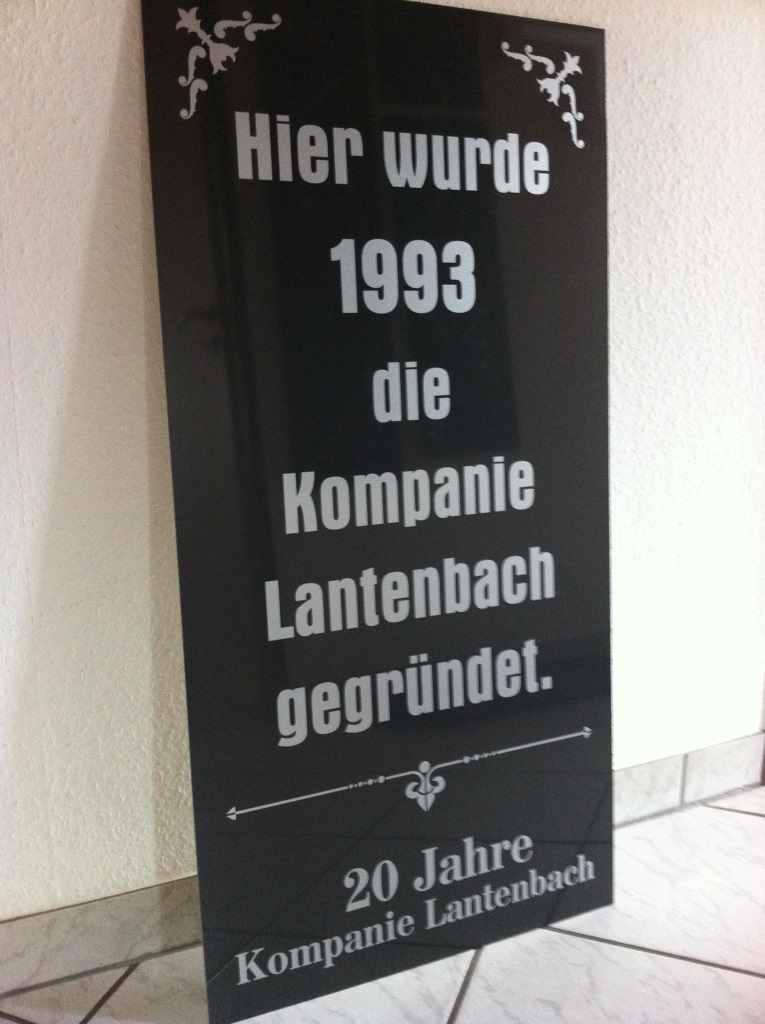 Hier wurde
1993
die
Kompanie
Lantenbach
gegründet.
20 Jahre
Kompanie Lantenbach